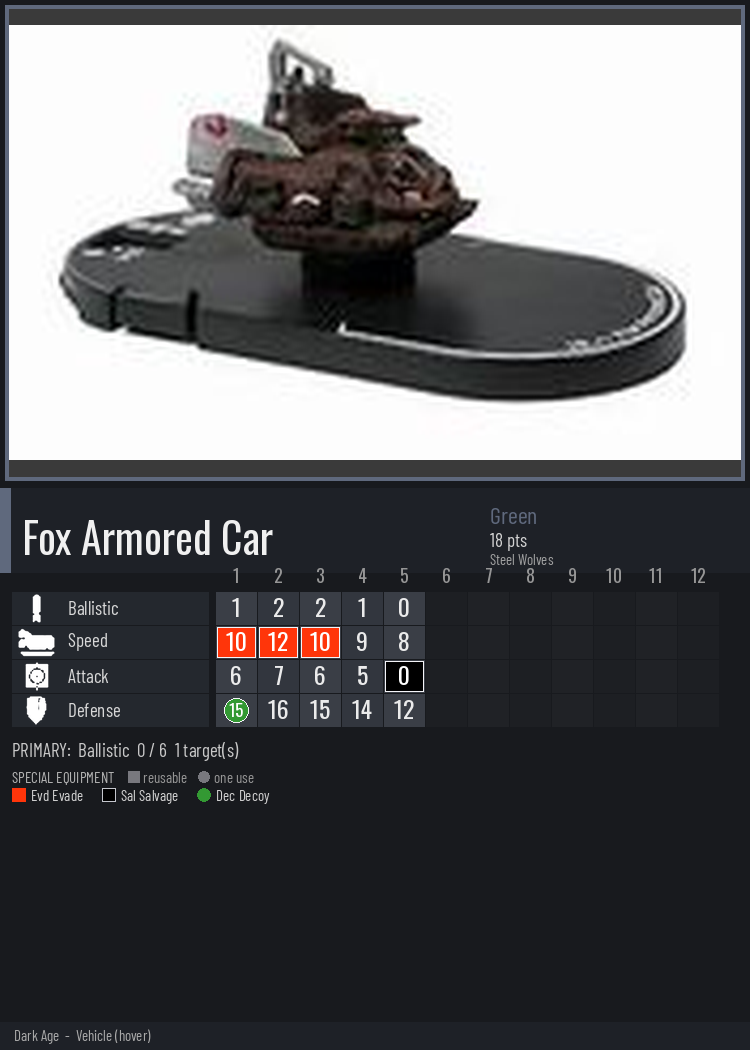 Fox Armored Car
Green
18 pts
Steel Wolves
1 2 3 4 5 6 7 8 9 10 11 12
Ballistic 1 2 2 1 0
Speed 10 12 10 9 8
Attack 6 7 6 5 0
Defense 15 16 15 14 12
PRIMARY: Ballistic 0 / 6 1 target(s)
SPECIAL EQUIPMENT reusable one use
Evd Evade Sal Salvage Dec Decoy
Dark Age - Vehicle (hover)